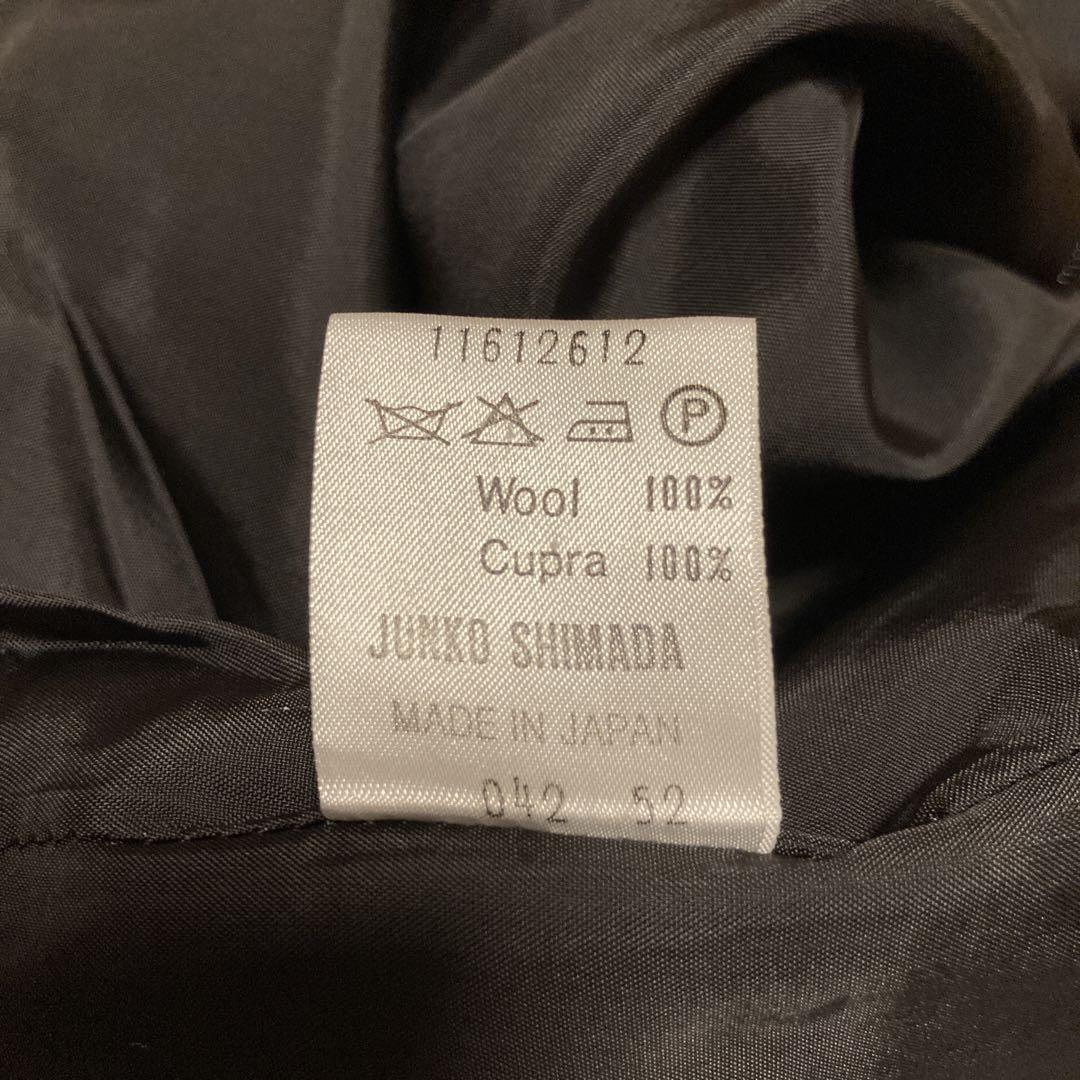 11612612
P
Wool 100%
Cupra 100%
JUNKO SHIMADA
MADE IN JAPAN
042 52